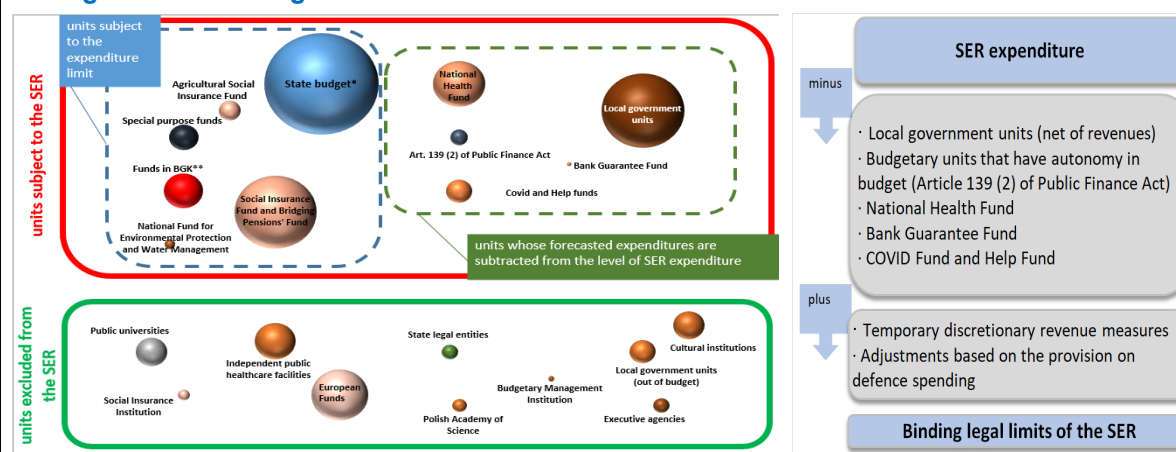 units subject
to the
expenditure
limit
units subject to the SER
Agricultural Social
Insurance Fund
State budget*
Special purpose funds
Funds in BGK**
Social Insurance
Fund and Bridging
Pensions' Fund
National Fund for
Environmental Protection
and Water Management
National
Health
Fund
Local government
units
Art. 139 (2) of Public Finance Act
Bank Guarantee Fund
Covid and Help funds
units whose forecasted expenditures are
subtracted from the level of SER expenditure
units excluded from
the SER
Public universities
Social Insurance
Institution
Independent public
healthcare facilities
European
Funds
State legal entities
Polish Academy of
Science
Budgetary Management
Institution
Cultural institutions
Local government units
(out of budget)
Executive agencies
SER expenditure
minus
· Local government units (net of revenues)
· Budgetary units that have autonomy in
budget (Article 139 (2) of Public Finance Act)
· National Health Fund
· Bank Guarantee Fund
· COVID Fund and Help Fund
plus
· Temporary discretionary revenue measures
· Adjustments based on the provision on
defence spending
Binding legal limits of the SER